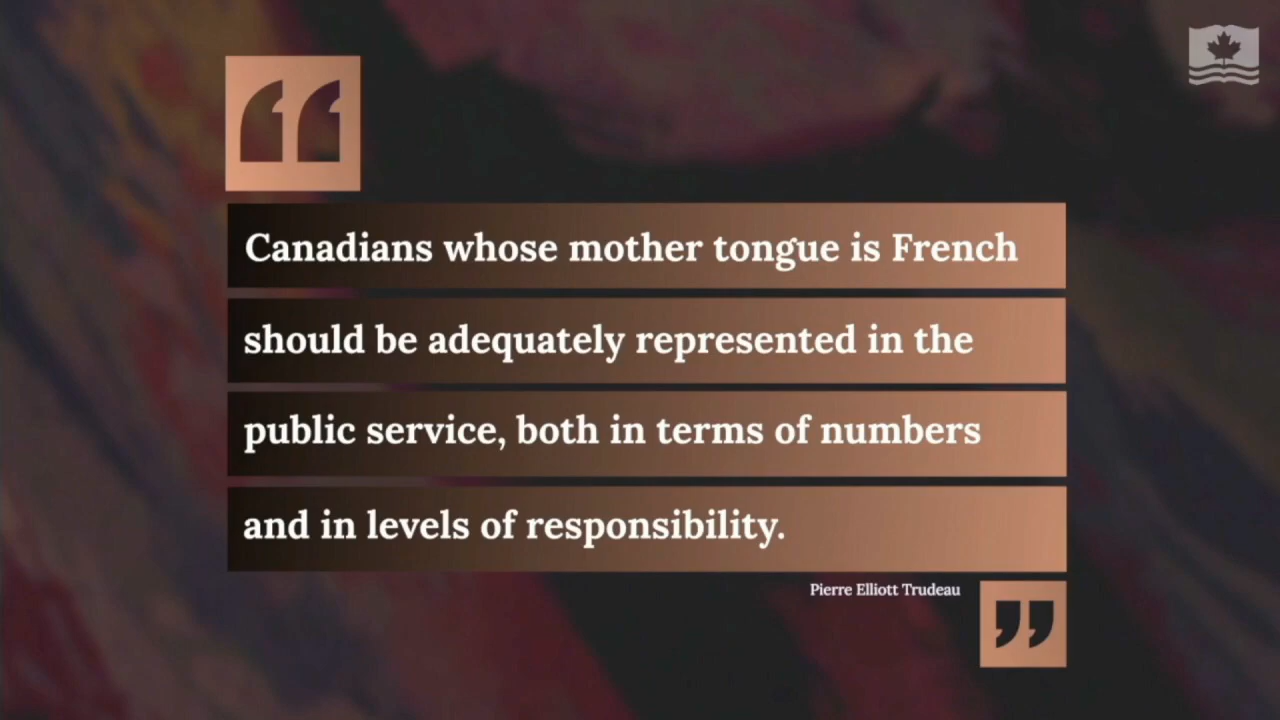 “
Canadians whose mother tongue is French
should be adequately represented in the
public service, both in terms of numbers
and in levels of responsibility.
Pierre Elliott Trudeau
”